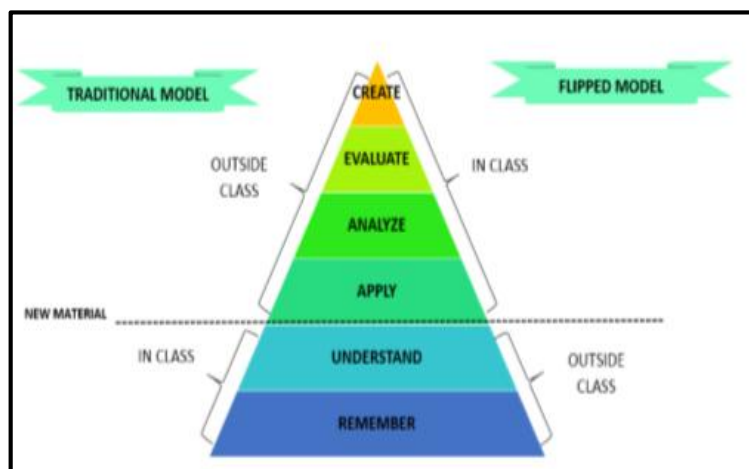 TRADITIONAL MODEL
FLIPPED MODEL
CREATE
OUTSIDE
CLASS
EVALUATE
IN CLASS
ANALYZE
APPLY
NEW MATERIAL
IN CLASS
UNDERSTAND
OUTSIDE
CLASS
REMEMBER